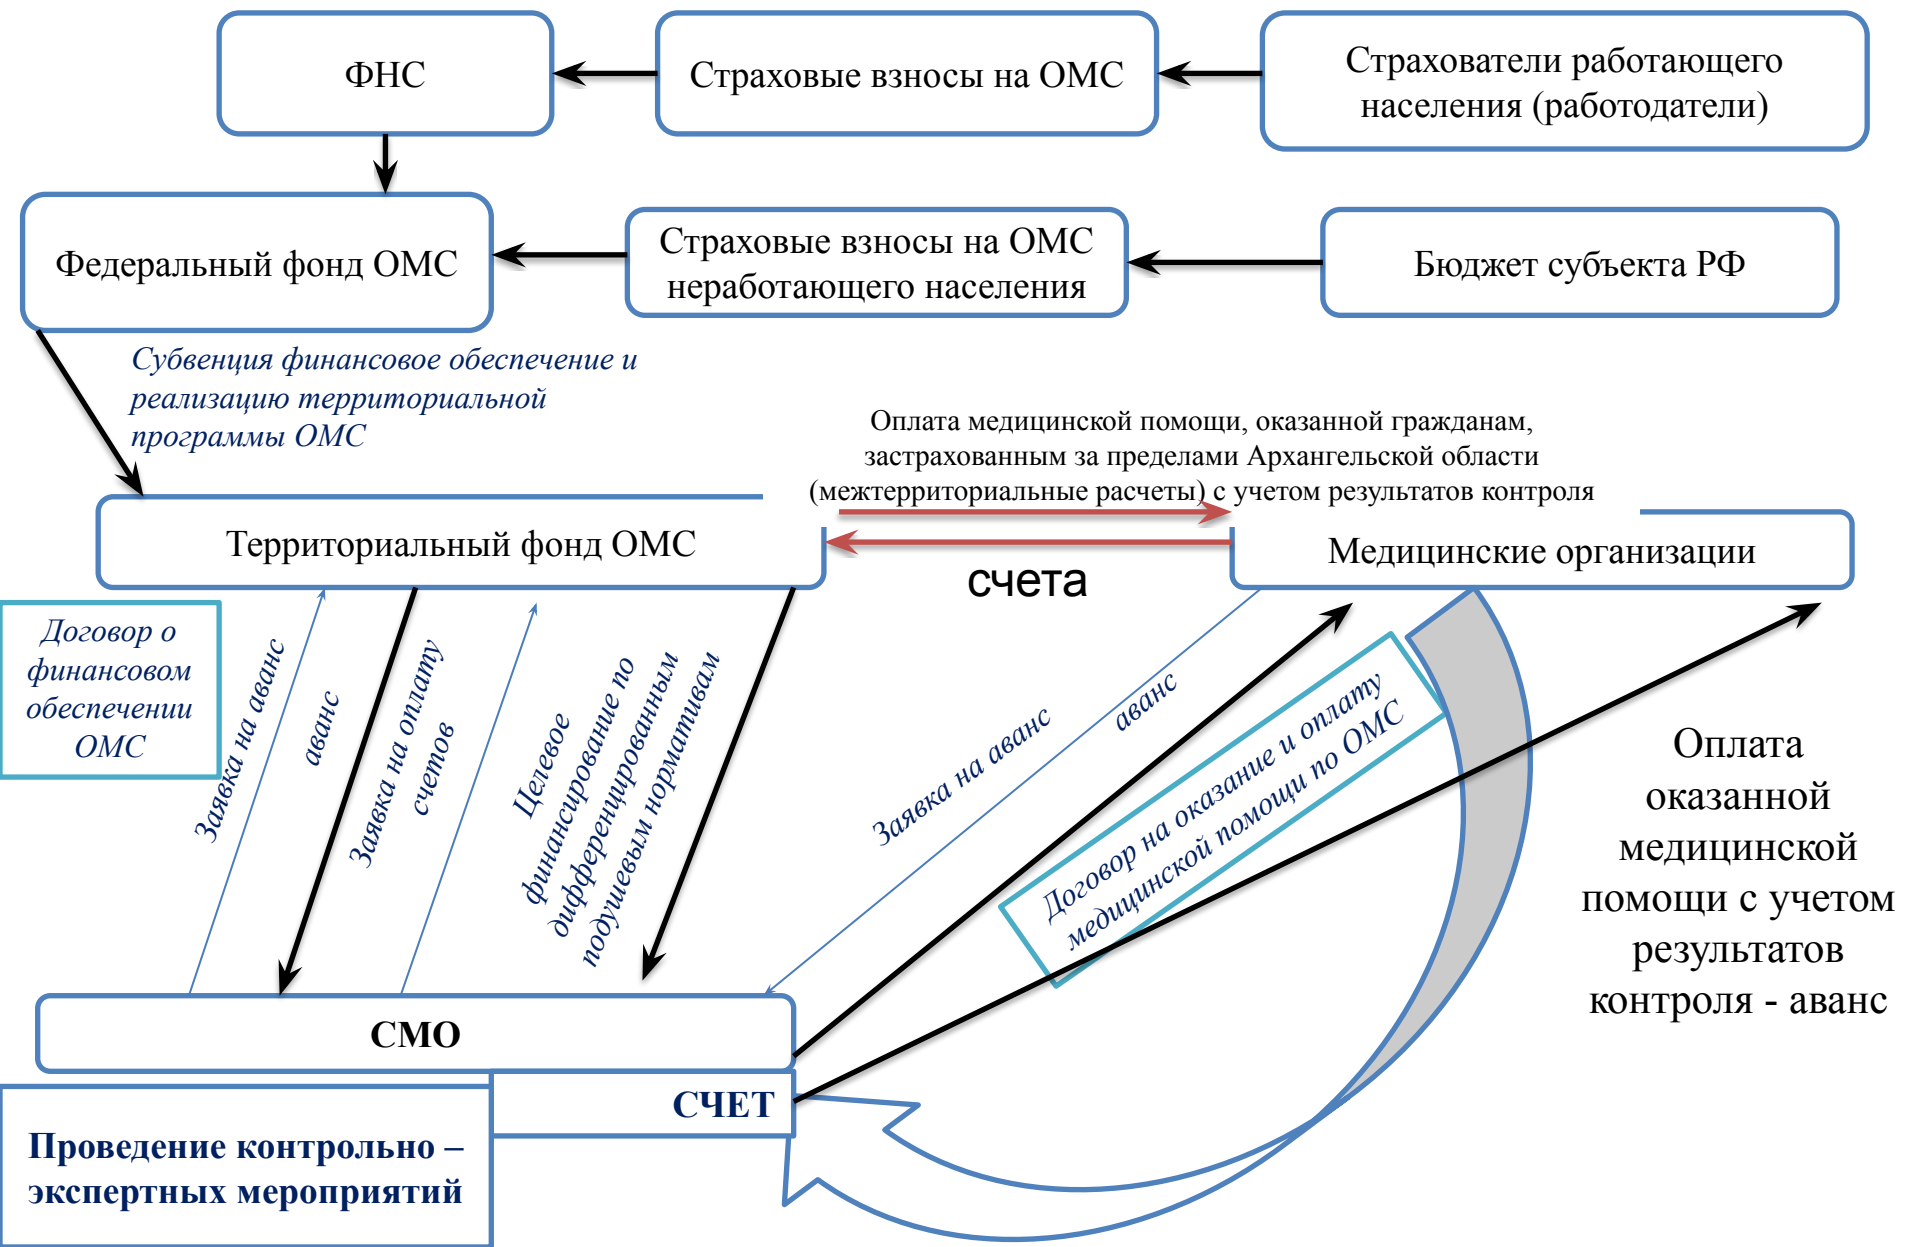 ФНС
Страховые взносы на ОМС
Страхователи работающего
населения (работодатели)
Федеральный фонд ОМС
Страховые взносы на ОМС
неработающего населения
Бюджет субъекта РФ
Субвенция финансовое обеспечение и
реализацию территориальной
программы ОМС
Оплата медицинской помощи, оказанной гражданам,
застрахованным за пределами Архангельской области
(межтерриториальные расчеты) с учетом результатов контроля
Территориальный фонд ОМС
счета
Медицинские организации
Договор о
финансовом
обеспечении
ОМС
Заявка на аванс
аванс
Заявка на оплату
счетов
Целевое
финансирование по
дифференцированным
подушевым нормативам
Заявка на аванс
аванс
Договор на оказание и оплату
медицинской помощи по ОМС
Оплата
оказанной
медицинской
помощи с учетом
результатов
контроля - аванс
СМО
СЧЕТ
Проведение контрольно –
экспертных мероприятий